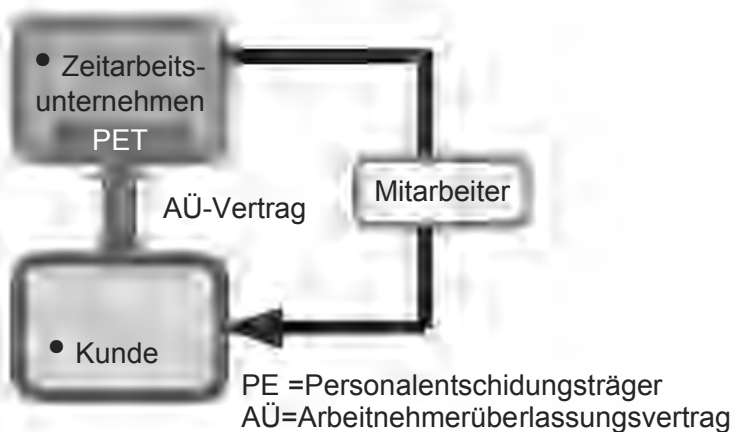 • Zeitarbeits-
unternehmen
PET
AÜ-Vertrag
Mitarbeiter
• Kunde
PE =Personalentschidungsträger
AÜ=Arbeitnehmerüberlassungsvertrag